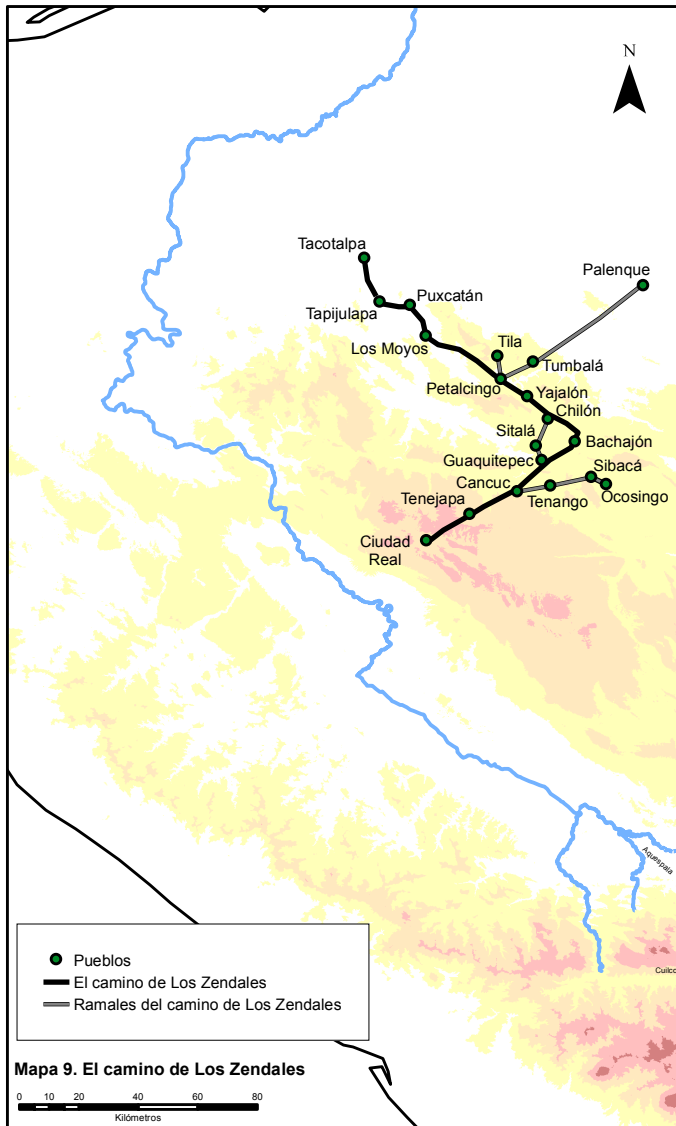 N
Tacotalpa
Palenque
Tapijulapa
Puxcatán
Los Moyos
Tila
Tumbalá
Petalcingo
Yajalón
Chilón
Sitalá
Bachajón
Guaquitepec
Sibacá
Cancuc
Tenango
Ocosingo
Tenejapa
Ciudad
Real
Aquespala
Cuilco
Pueblos
El camino de Los Zendales
Ramales del camino de Los Zendales
Mapa 9. El camino de Los Zendales
0 10 20 40 60 80
Kilómetros